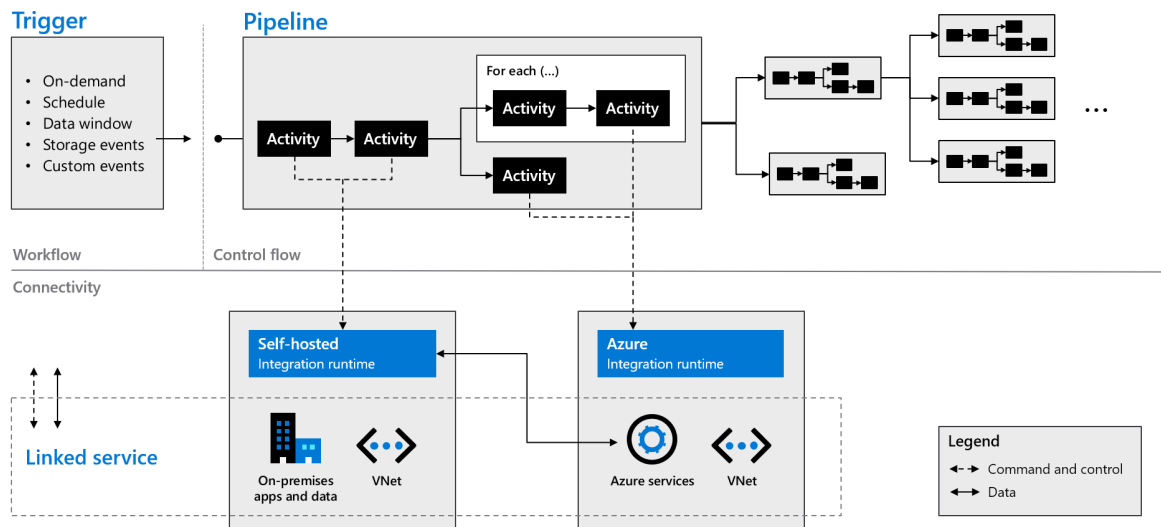 Trigger
Pipeline
• On-demand
• Schedule
• Data window
• Storage events
• Custom events
For each (...)
Activity
Activity
Activity
Activity
Activity
...
Workflow
Control flow
Connectivity
Self-hosted
Integration runtime
Azure
Integration runtime
Linked service
On-premises
apps and data
VNet
Azure services
VNet
Legend
Command and control
Data